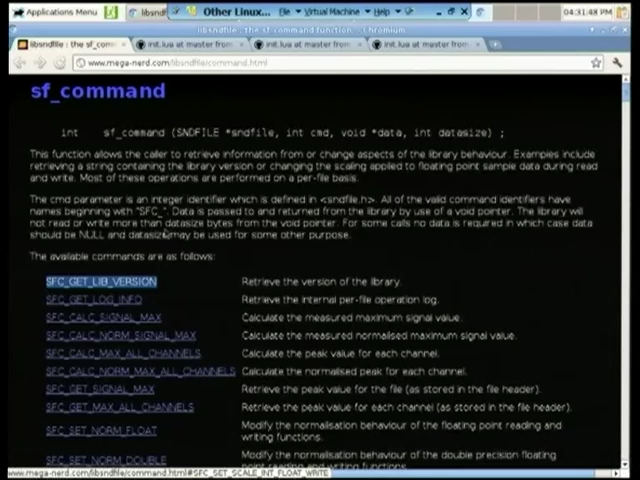 Applications Menu
Other Linux...
File
Virtual Machine
Help
04:31:48 PM
libsndfile : the sf_command function. - Chromium
libsndfile : the sf_com
init.lua at master from
init.lua at master from
init.lua at master from
www.mega-nerd.com/libsndfile/command.html
sf_command
int sf_command (SNDFILE *sndfile, int cmd, void *data, int datasize) ;
This function allows the caller to retrieve information from or change aspects of the library behaviour. Examples include
retrieving a string containing the library version or changing the scaling applied to floating point sample data during read
and write. Most of these operations are performed on a per-file basis.
The cmd parameter is an integer identifier which is defined in <sndfile.h>. All of the valid command identifiers have
names beginning with "SFC_". Data is passed to and returned from the library by use of a void pointer. The library will
not read or write more than datasize bytes from the void pointer. For some calls no data is required in which case data
should be NULL and datasize may be used for some other purpose.
The available commands are as follows:
SFC_GET_LIB_VERSION Retrieve the version of the library.
SFC_GET_LOG_INFO Retrieve the internal per-file operation log.
SFC_CALC_SIGNAL_MAX Calculate the measured maximum signal value.
SFC_CALC_NORM_SIGNAL_MAX Calculate the measured normalised maximum signal value.
SFC_CALC_MAX_ALL_CHANNELS Calculate the peak value for each channel.
SFC_CALC_NORM_MAX_ALL_CHANNELS Calculate the normalised peak for each channel.
SFC_GET_SIGNAL_MAX Retrieve the peak value for the file (as stored in the file header).
SFC_GET_MAX_ALL_CHANNELS Retrieve the peak value for each channel (as stored in the file header).
SFC_SET_NORM_FLOAT Modify the normalisation behaviour of the floating point reading and
writing functions.
SFC_SET_NORM_DOUBLE Modify the normalisation behaviour of the double precision floating
point reading and writing functions.
www.mega-nerd.com/libsndfile/command.html#SFC_SET_SCALE_INT_FLOAT_WRITE